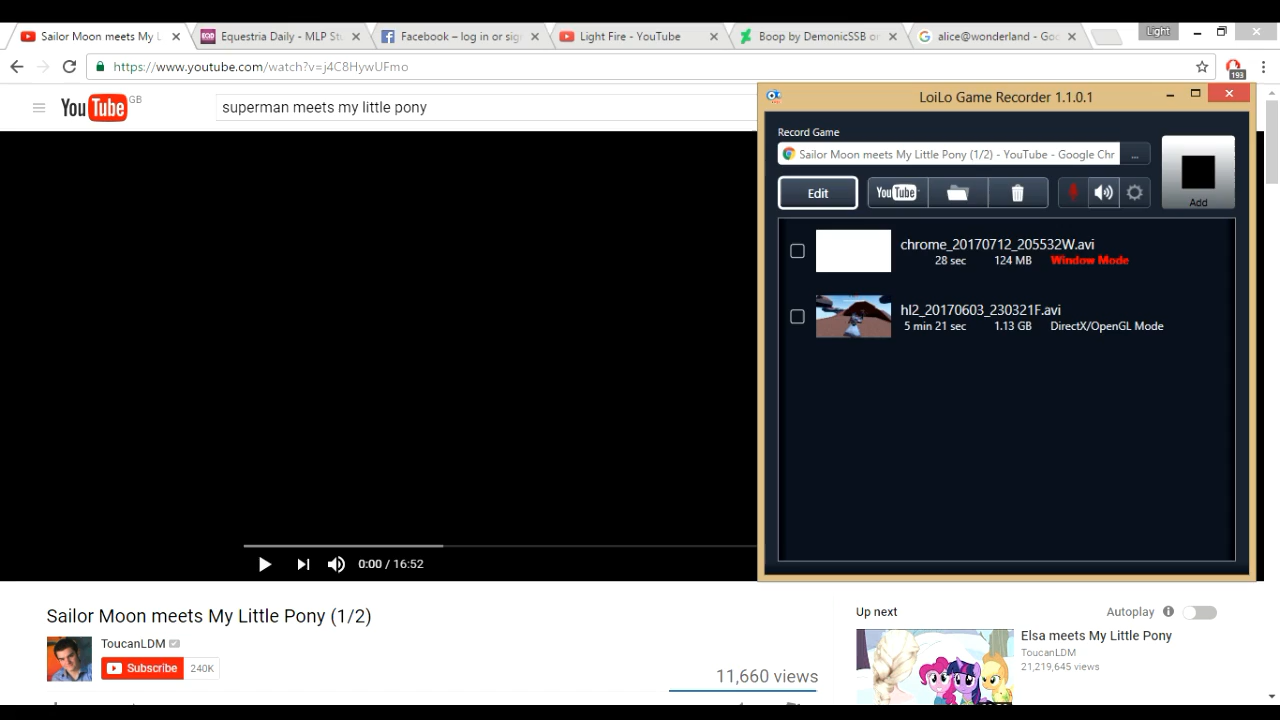 Sailor Moon meets My L
Equestria Daily - MLP Stu
Facebook – log in or sign
Light Fire - YouTube
Boop by DemonicSSB on
alice@wonderland - Goo
Light
https://www.youtube.com/watch?v=j4C8HywUFmo
193
YouTube GB
superman meets my little pony
LoiLo Game Recorder 1.1.0.1
Record Game
Sailor Moon meets My Little Pony (1/2) - YouTube - Google Chr
...
Edit
YouTube
Add
chrome_20170712_205532W.avi
28 sec 124 MB Window Mode
hl2_20170603_230321F.avi
5 min 21 sec 1.13 GB DirectX/OpenGL Mode
0:00 / 16:52
Sailor Moon meets My Little Pony (1/2)
ToucanLDM
Subscribe 240K
11,660 views
Up next
Autoplay
Elsa meets My Little Pony
ToucanLDM
21,219,645 views